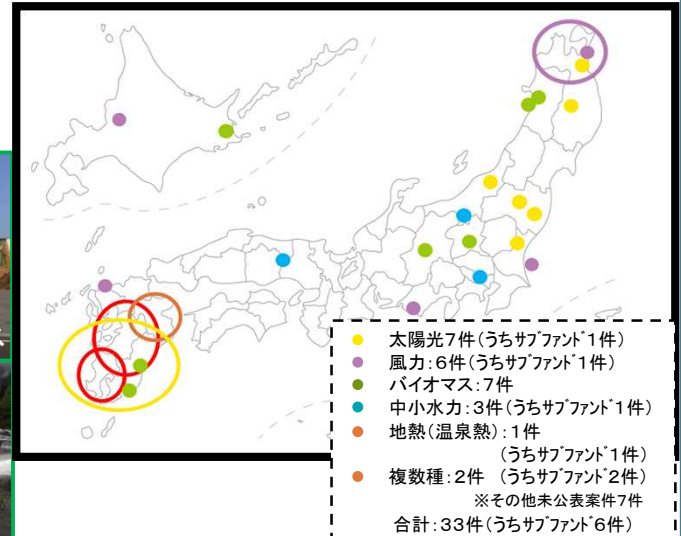 太陽光7件(うちｻﾌﾞﾌｧﾝﾄﾞ1件)
風力:6件(うちｻﾌﾞﾌｧﾝﾄﾞ1件)
バイオマス:7件
中小水力:3件(うちｻﾌﾞﾌｧﾝﾄﾞ1件)
地熱(温泉熱):1件
(うちｻﾌﾞﾌｧﾝﾄﾞ1件)
複数種:2件 (うちｻﾌﾞﾌｧﾝﾄﾞ2件)
※その他未公表案件7件
合計:33件(うちｻﾌﾞﾌｧﾝﾄﾞ6件)